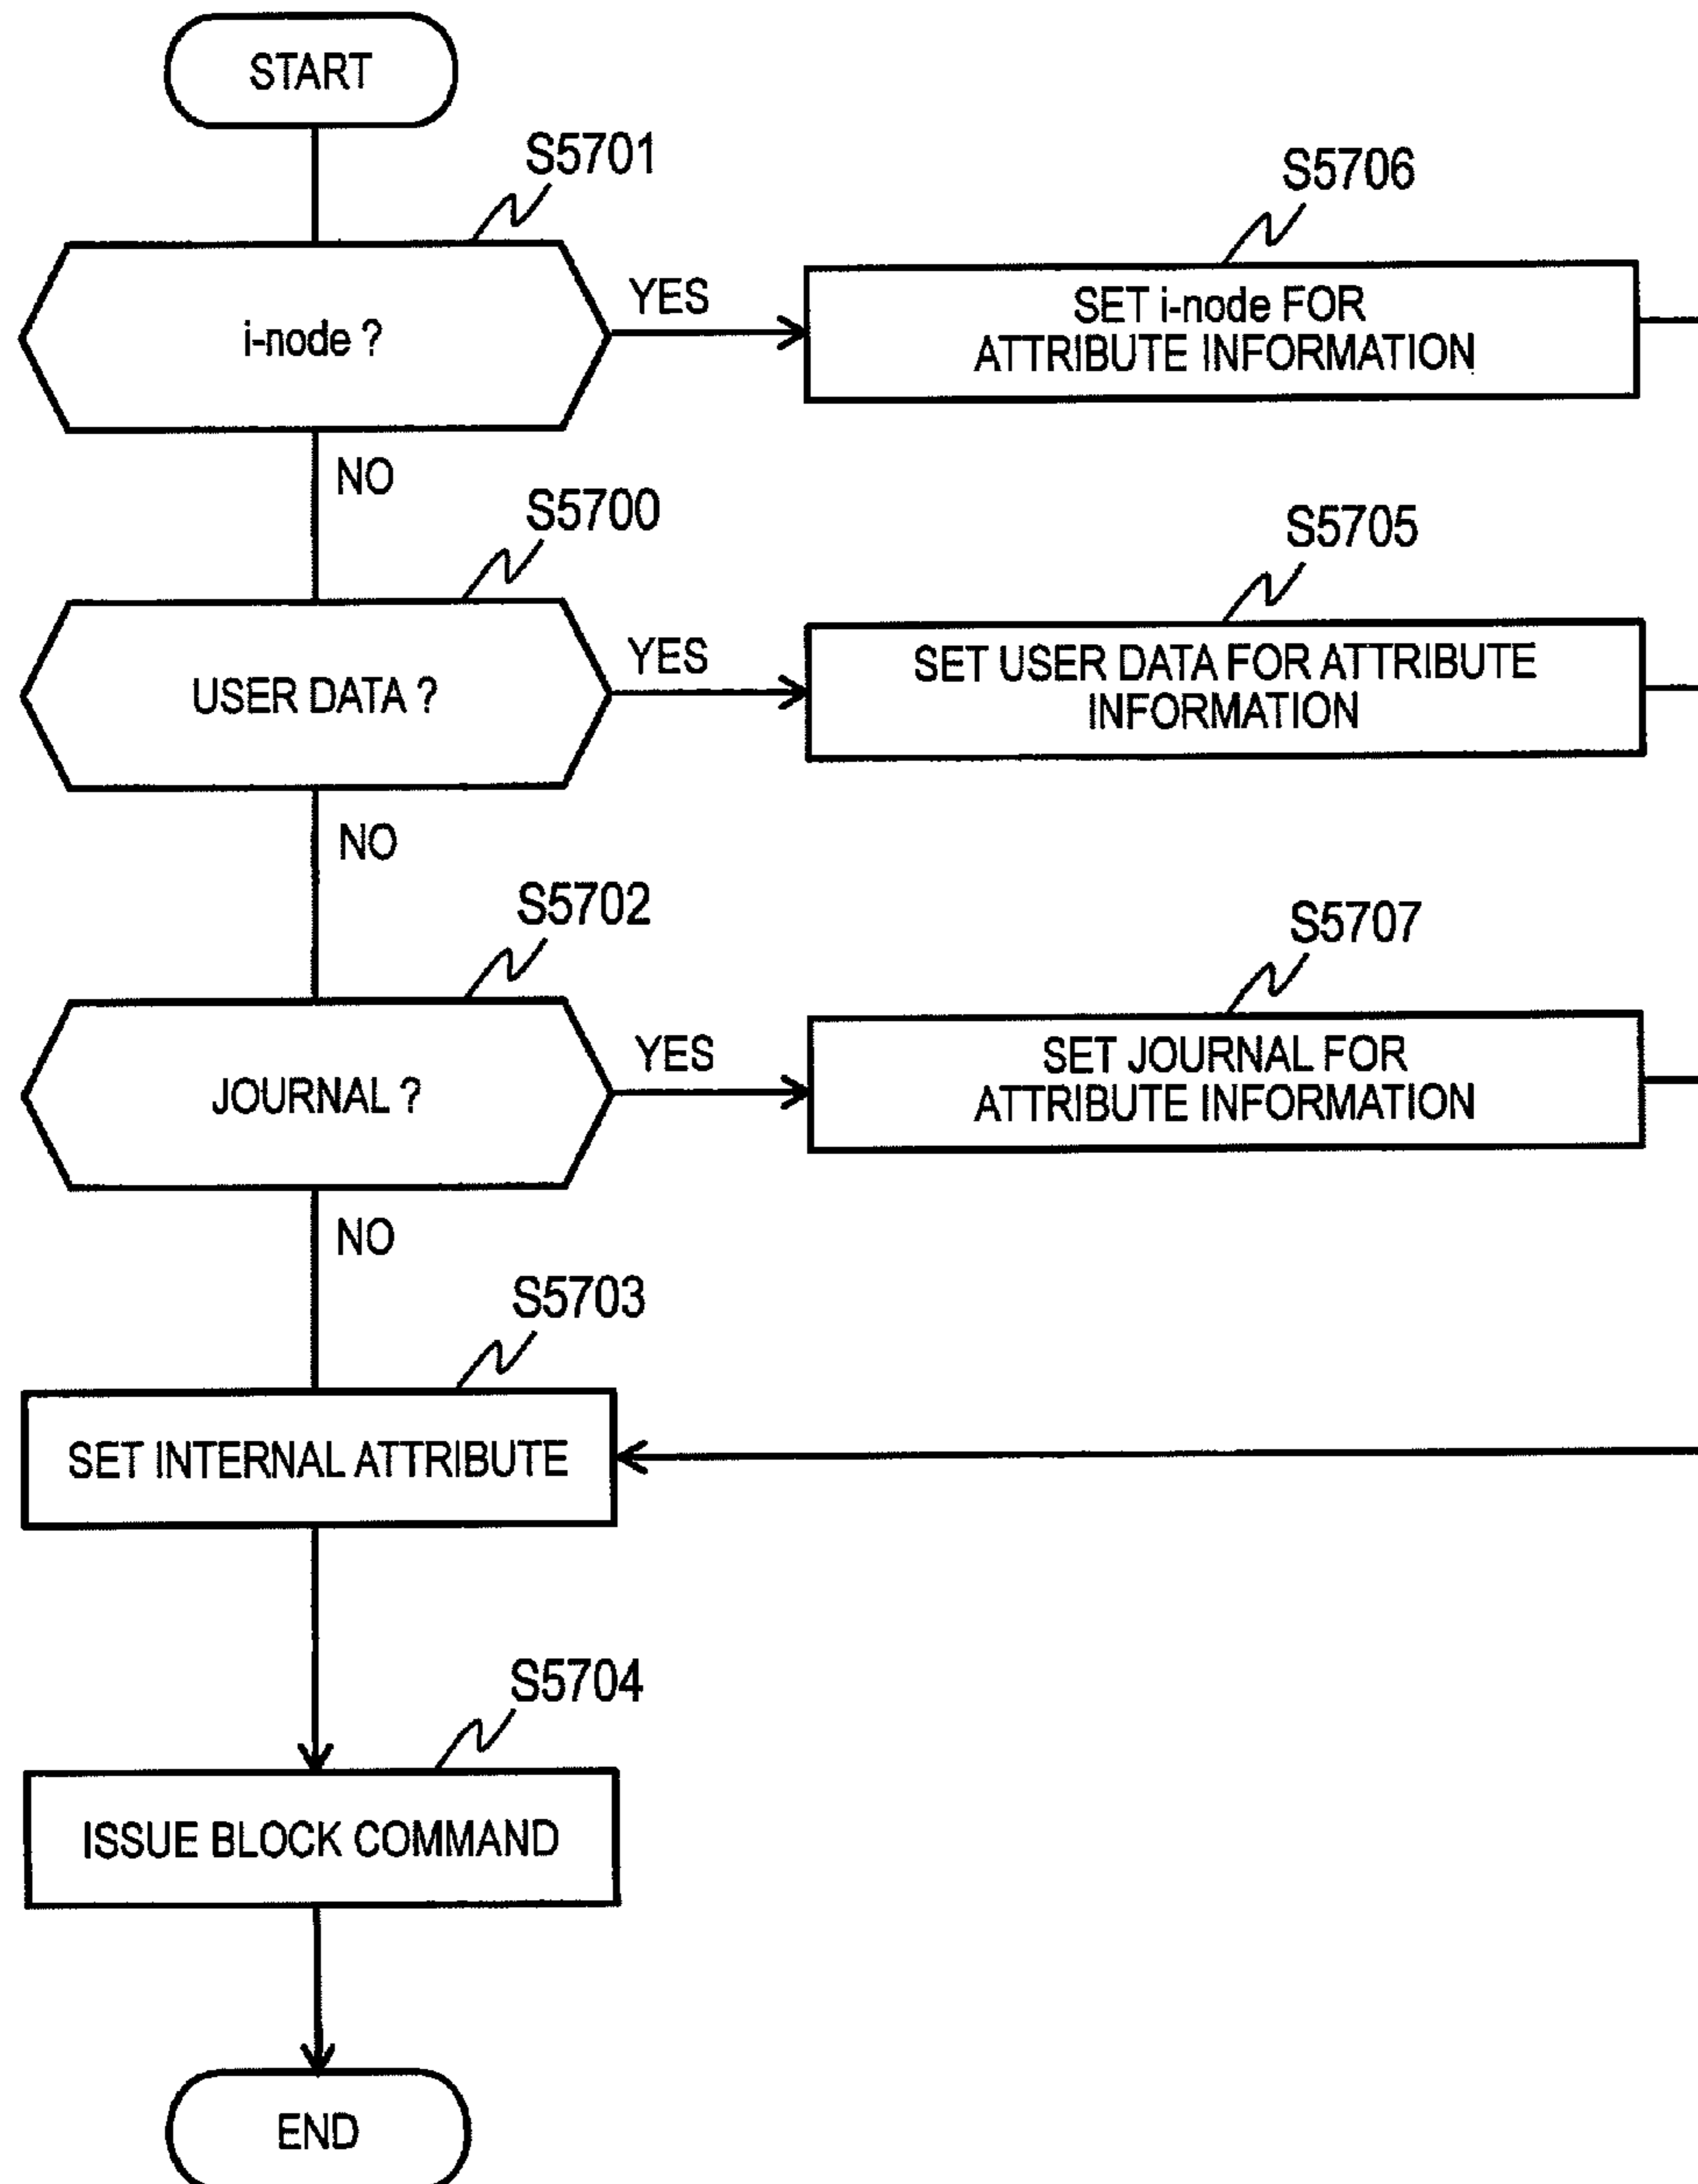 START
S5701
S5706
i-node ?
YES
SET i-node FOR
ATTRIBUTE INFORMATION
NO
S5700
S5705
USER DATA ?
YES
SET USER DATA FOR ATTRIBUTE
INFORMATION
NO
S5702
S5707
JOURNAL ?
YES
SET JOURNAL FOR
ATTRIBUTE INFORMATION
NO
S5703
SET INTERNAL ATTRIBUTE
S5704
ISSUE BLOCK COMMAND
END